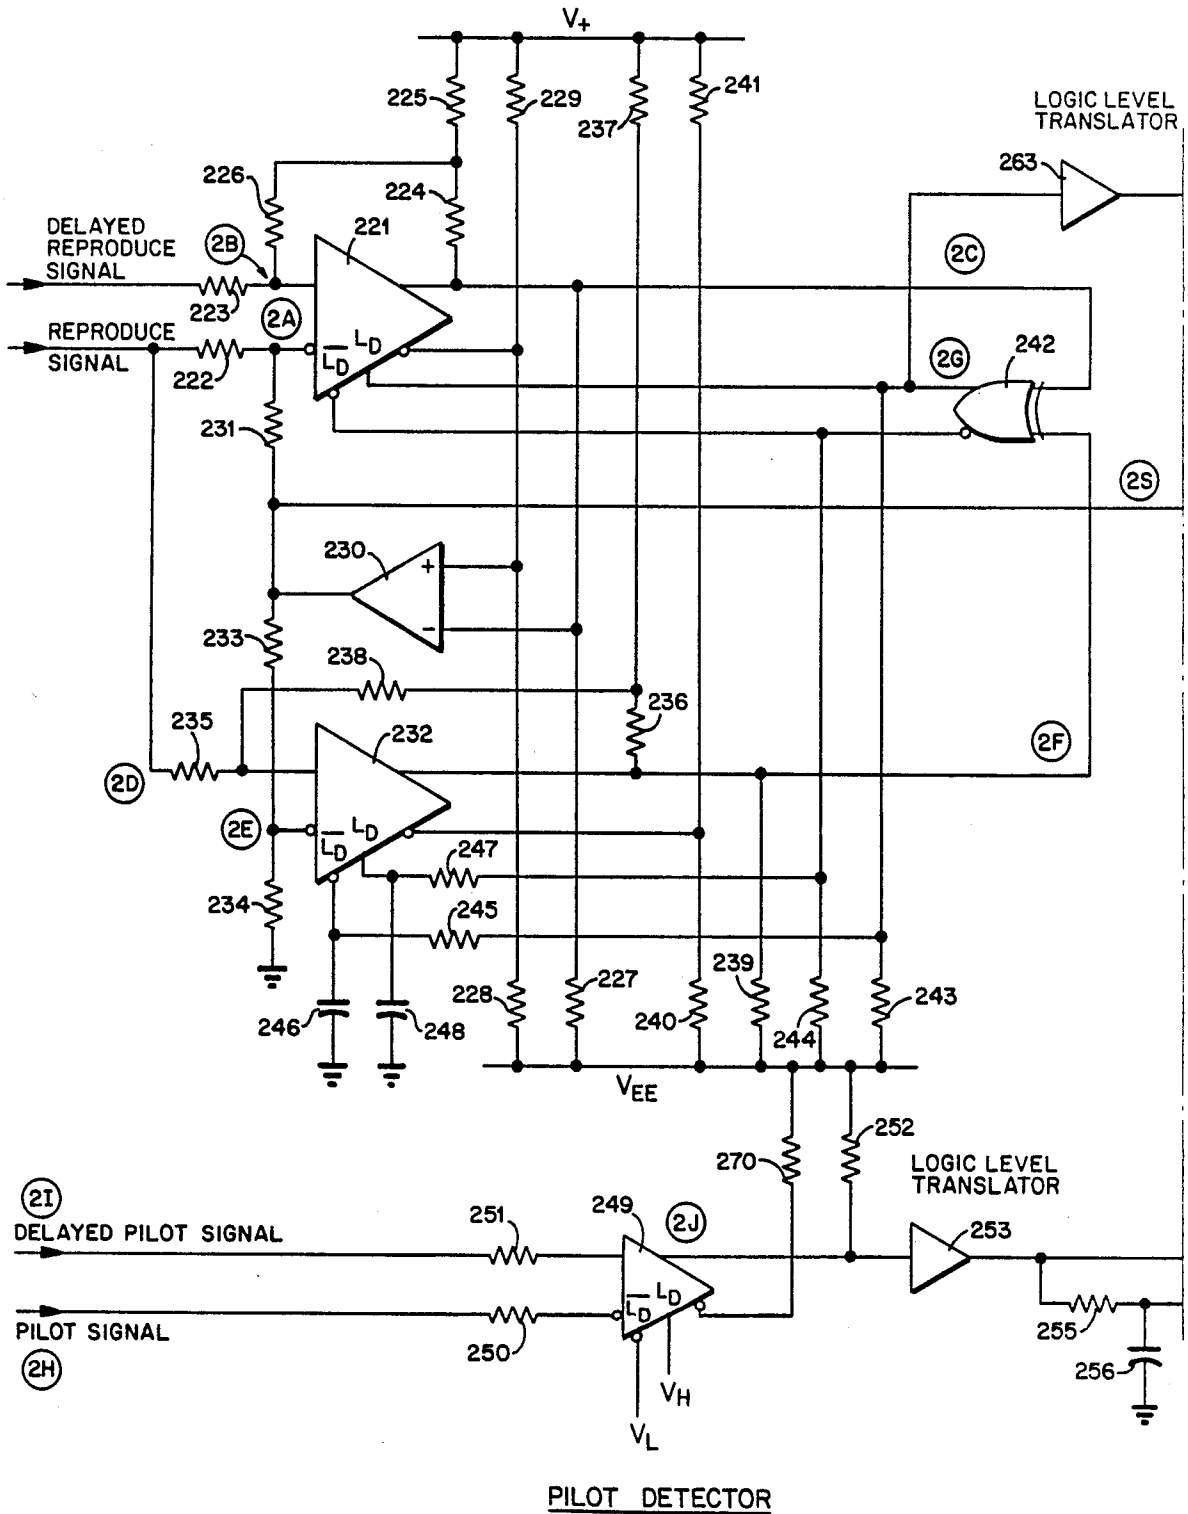 V+
225
229
237
241
LOGIC LEVEL
TRANSLATOR
263
226
224
221
DELAYED
REPRODUCE
SIGNAL
2B
2C
223
2A
REPRODUCE
SIGNAL
LD
LD
222
2G
242
231
2S
230
+
-
233
238
236
235
232
2F
2D
2E
LD
LD
247
234
245
239
227
228
240
243
246
248
244
VEE
252
270
LOGIC LEVEL
TRANSLATOR
2I
DELAYED PILOT SIGNAL
251
249
2J
253
LD
LD
PILOT SIGNAL
250
255
2H
256
VH
VL
PILOT DETECTOR